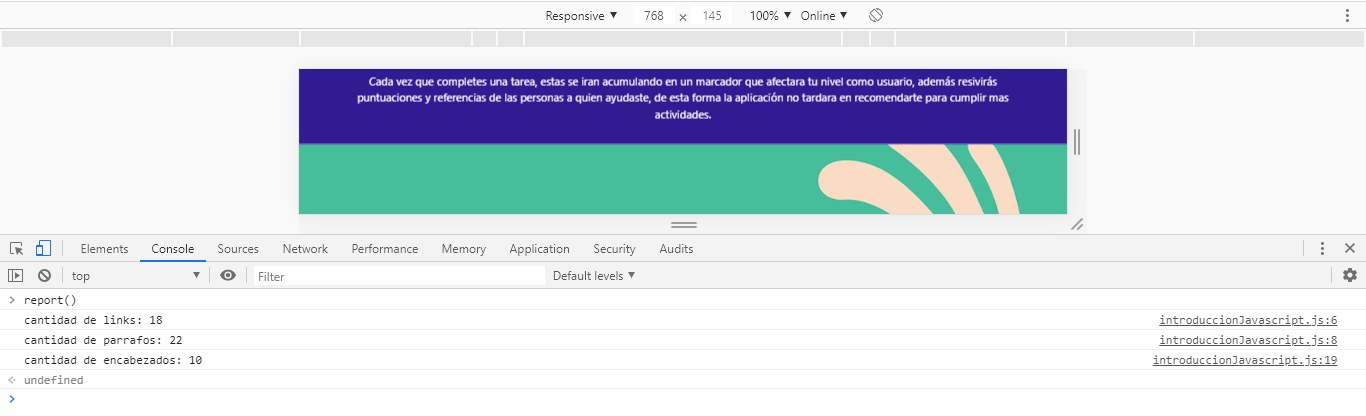 Responsive ▼ 768 × 145 100% ▼ Online ▼
Cada vez que completes una tarea, estas se iran acumulando en un marcador que afectara tu nivel como usuario, además resivirás
puntuaciones y referencias de las personas a quien ayudaste, de esta forma la aplicación no tardara en recomendarte para cumplir mas
actividades.
Elements Console Sources Network Performance Memory Application Security Audits
top ▼ Filter Default levels ▼
> report()
cantidad de links: 18 introduccionJavascript.js:6
cantidad de parrafos: 22 introduccionJavascript.js:8
cantidad de encabezados: 10 introduccionJavascript.js:19
undefined
>